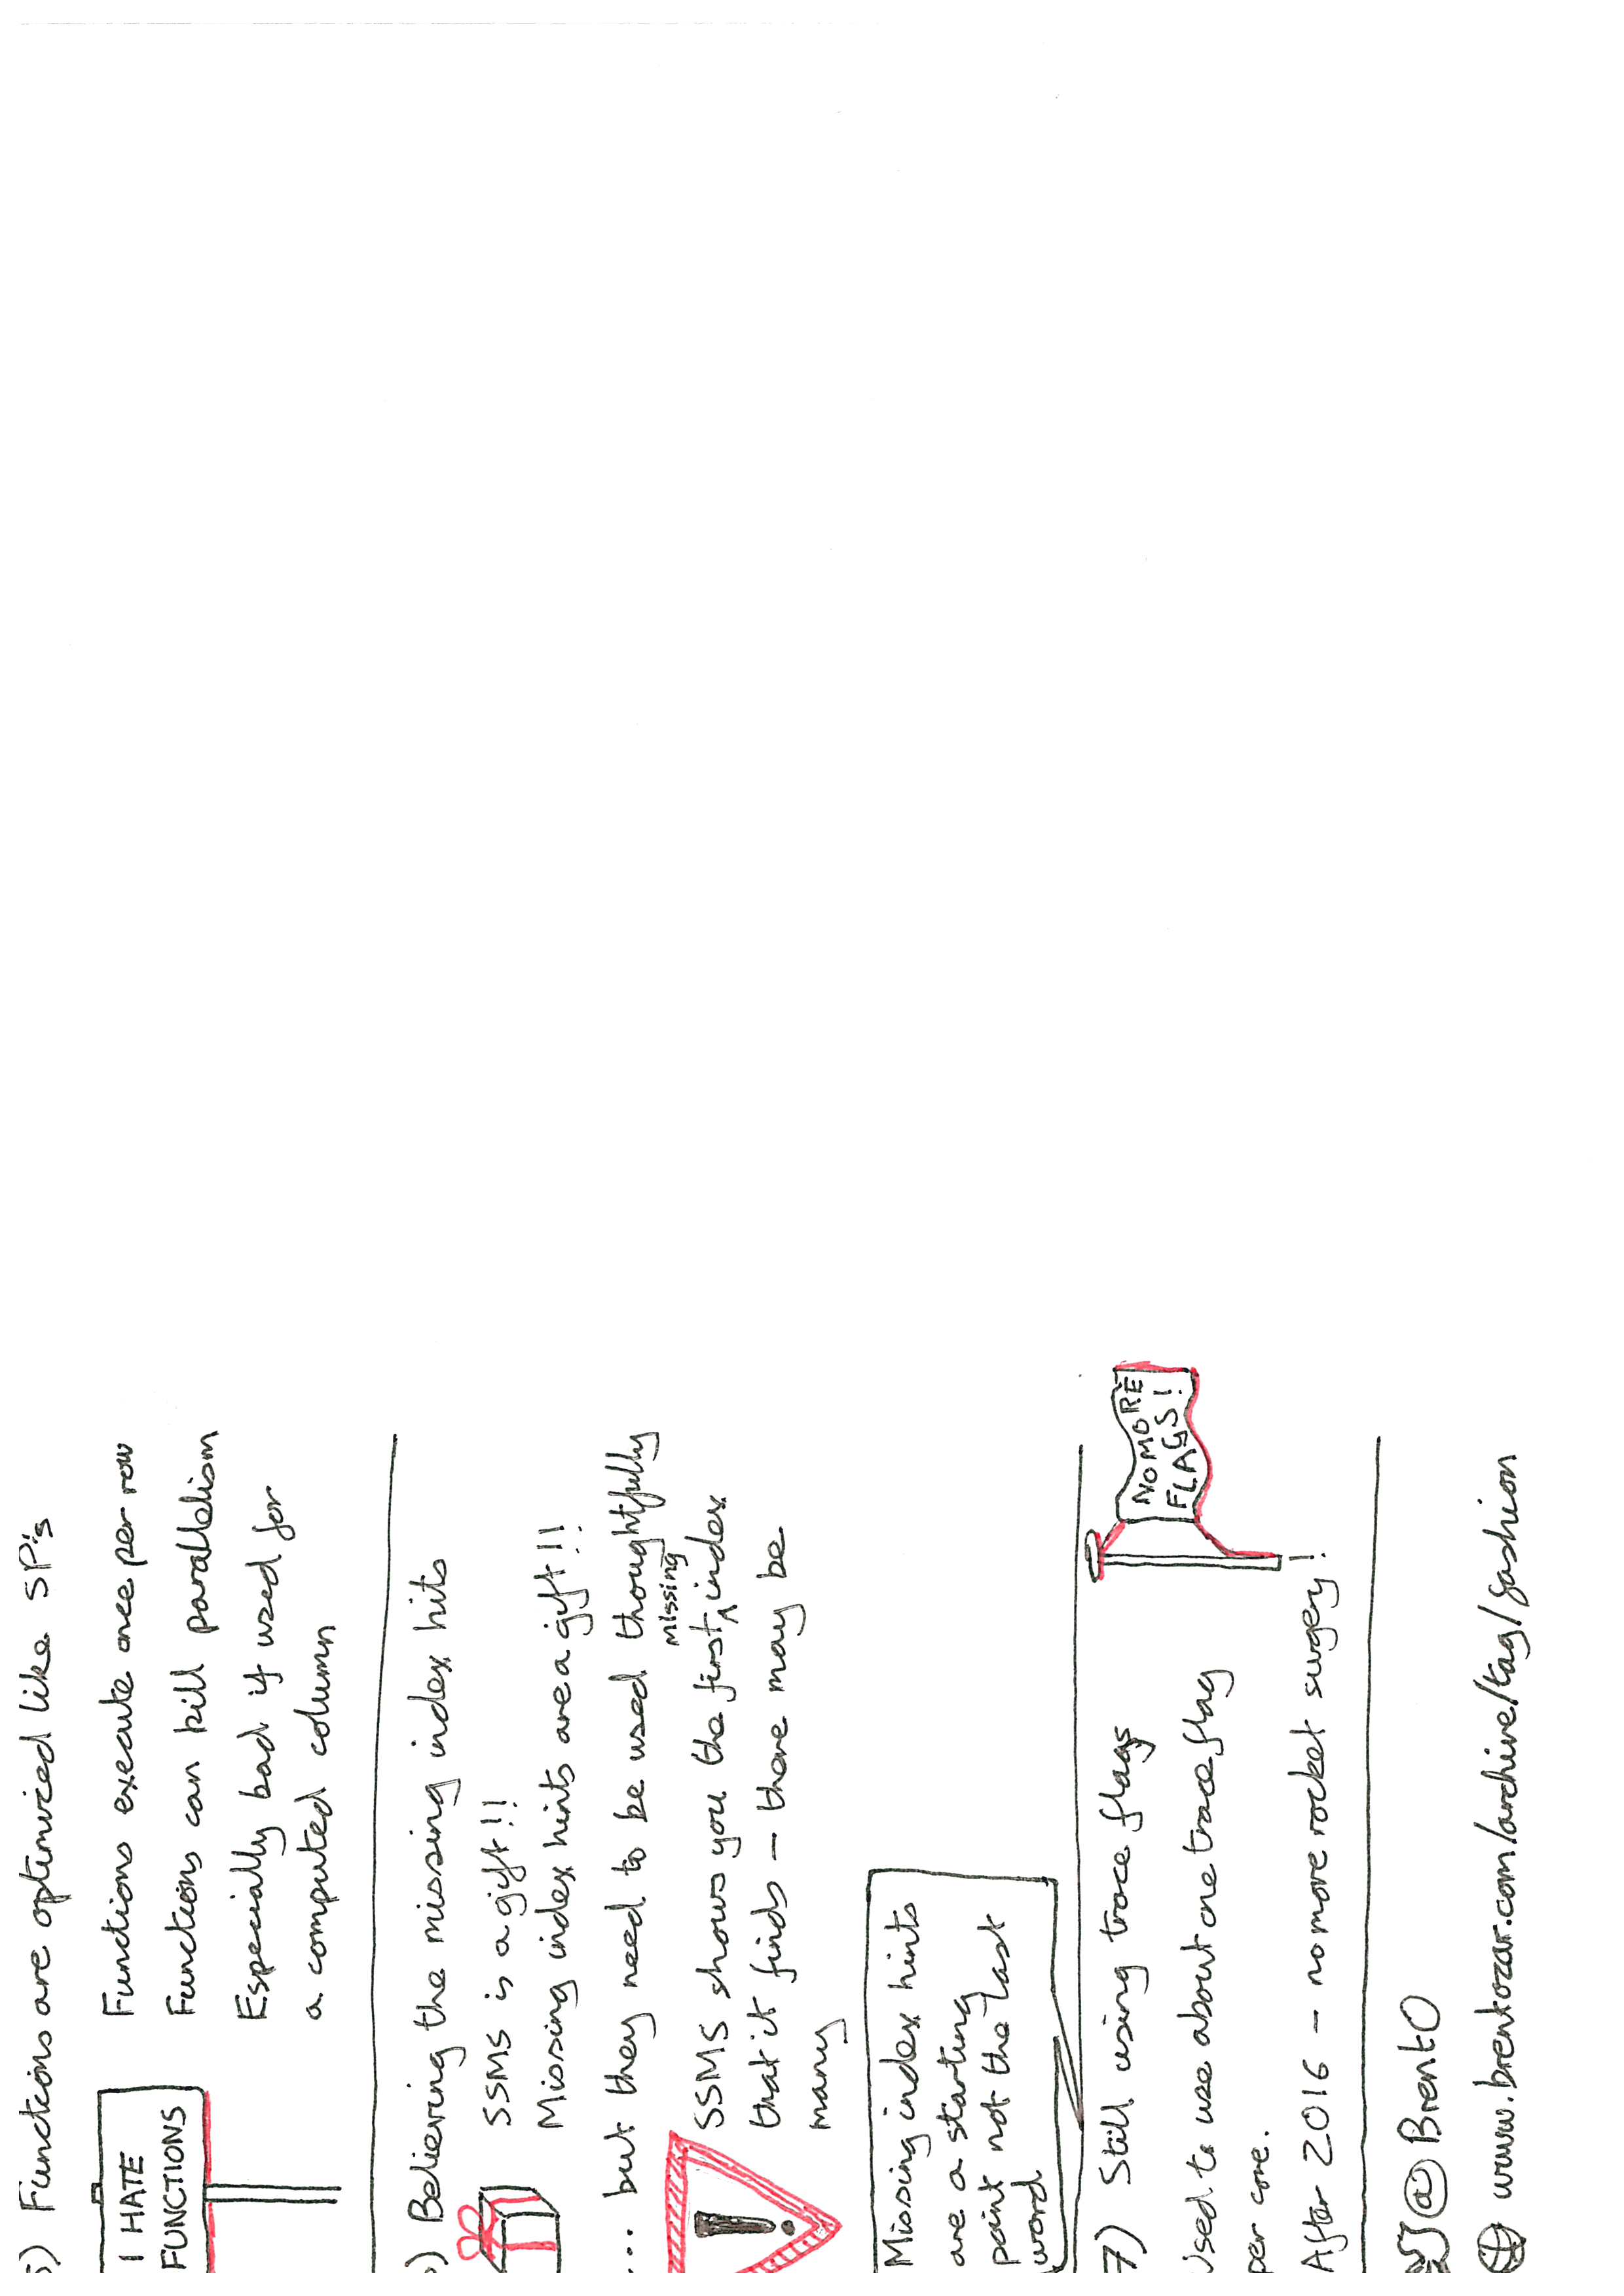 5) Functions are optimized like SP's
I HATE
FUNCTIONS
Functions execute once per row
Functions can kill parallelism
Especially bad if used for
a computed column
) Believing the missing index hits
SSMS is a gift!!
Missing index hints are a gift!!
... but they need to be used thoughtfully
SSMS shows you the first missing index
that it finds - there may be
many
!
Missing index hints
are a starting
point not the last
word
7) Still using trace flags
NO MORE
FLAGS!
Used to use about one trace flag
per core.
After 2016 - no more rocket surgery!
@BrentO
www.brentozar.com/archive/tag/fashion